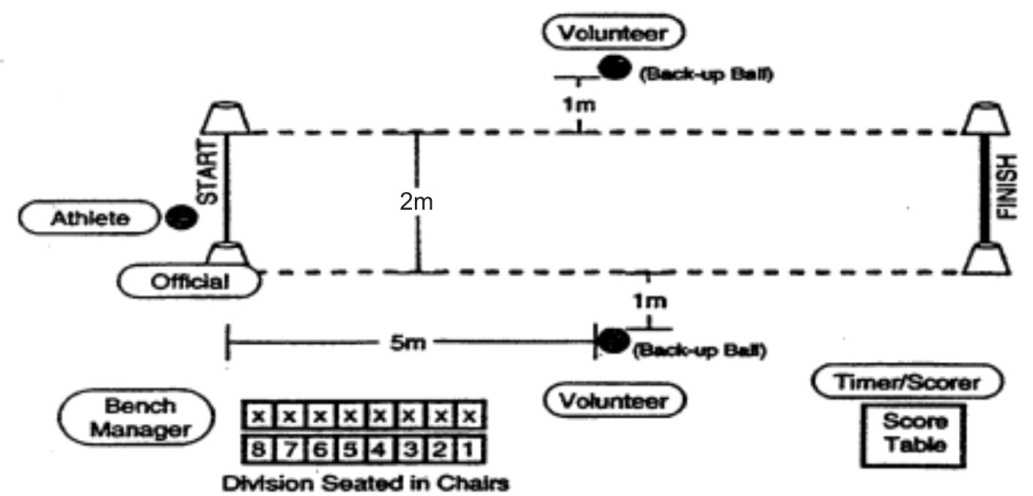 Volunteer
(Back-up Ball)
1m
START
2m
FINISH
Athlete
Official
1m
5m
(Back-up Ball)
Timer/Scorer
Bench
Manager
x x x x x x x x
8 7 6 5 4 3 2 1
Volunteer
Score
Table
Division Seated in Chairs